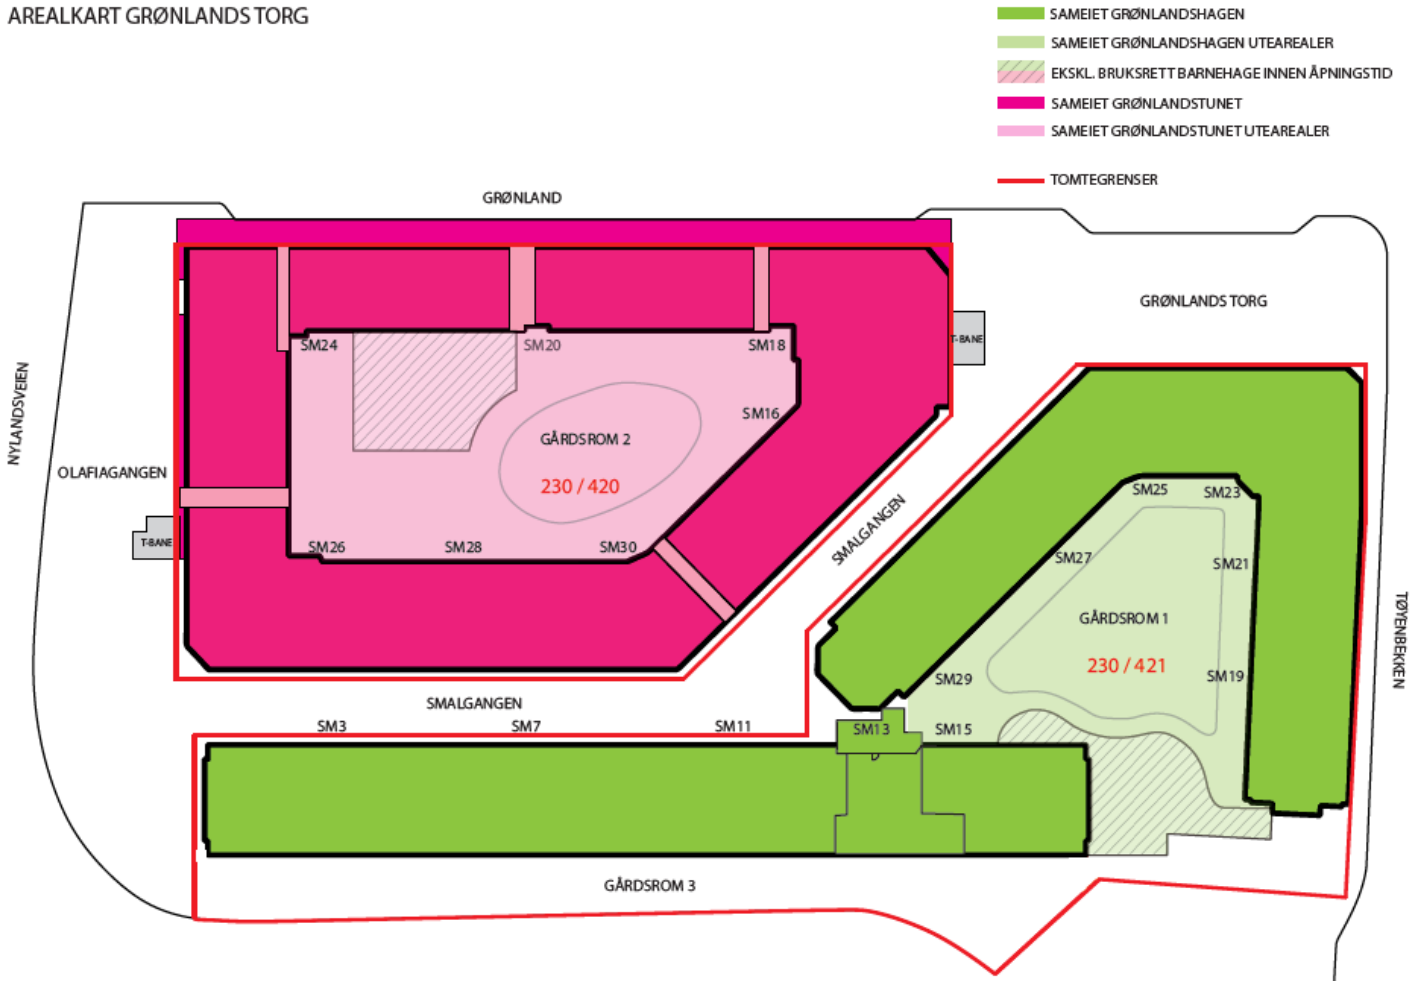 AREALKART GRØNLANDS TORG
SAMEIET GRØNLANDSHAGEN
SAMEIET GRØNLANDSHAGEN UTEAREALER
EKSKL. BRUKSRETT BARNEHAGE INNEN ÅPNINGSTID
SAMEIET GRØNLANDSTUNET
SAMEIET GRØNLANDSTUNET UTEAREALER
TOMTEGRENSER
GRØNLAND
GRØNLANDS TORG
T-BANE
SM24
SM20
SM18
SM16
NYLANDSVEIEN
GÅRDSROM 2
OLAFIAGANGEN
230 / 420
SM25
SM23
SMALGANGEN
T-BANE
SM26
SM28
SM30
SM27
SM21
GÅRDSROM 1
TØYENBEKKEN
230 / 421
SM29
SM19
SMALGANGEN
SM3
SM7
SM11
SM13
SM15
GÅRDSROM 3